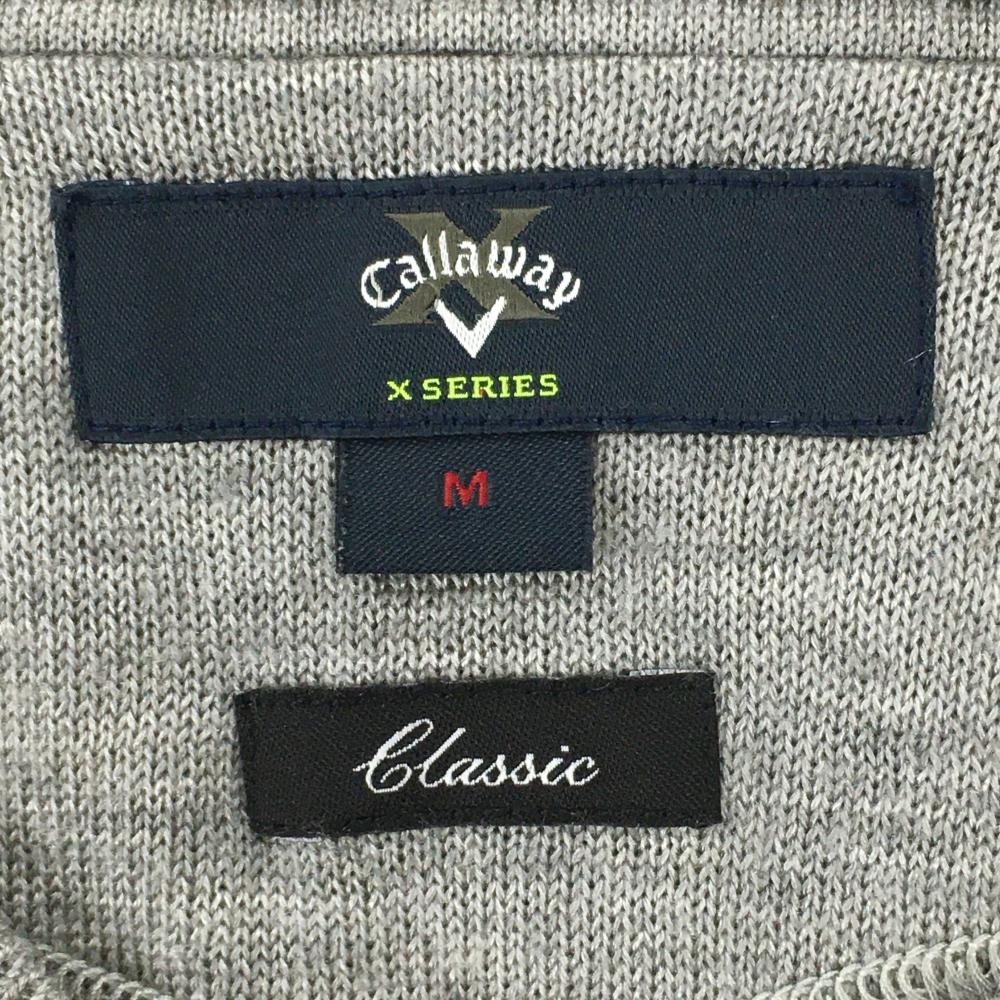 X
Callaway
X SERIES
M
Classic